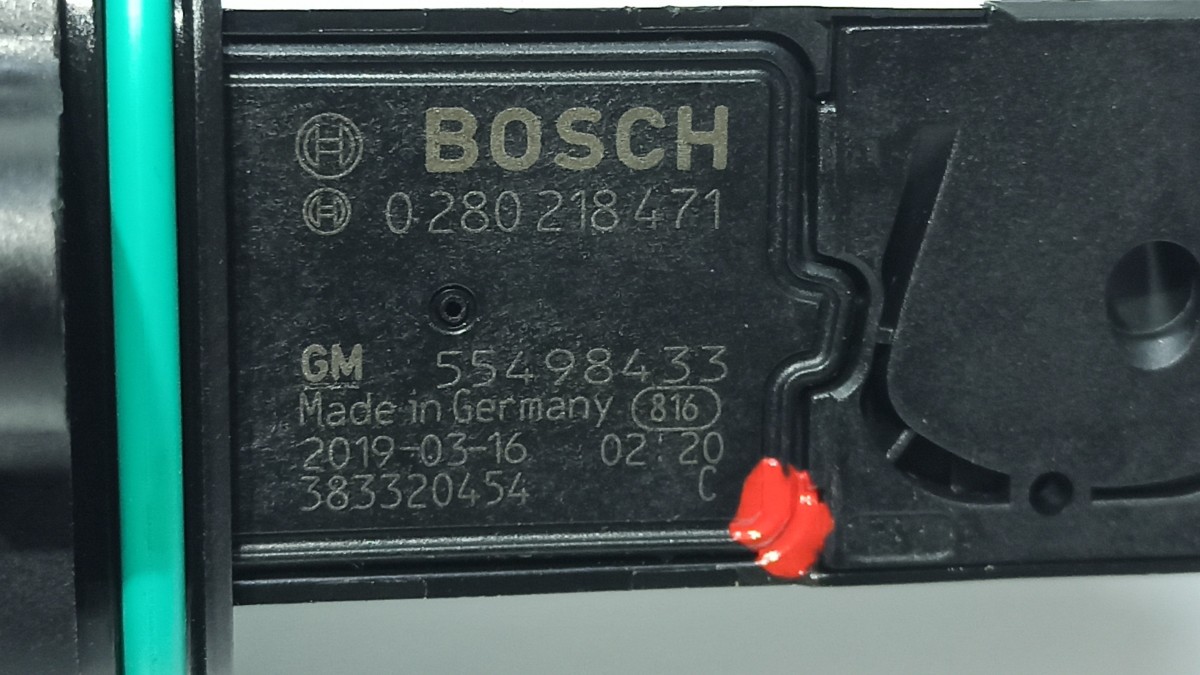 BOSCH
0 280 218 471
GM 55498433
Made in Germany 816
2019-03-16 02:20
383320454 C